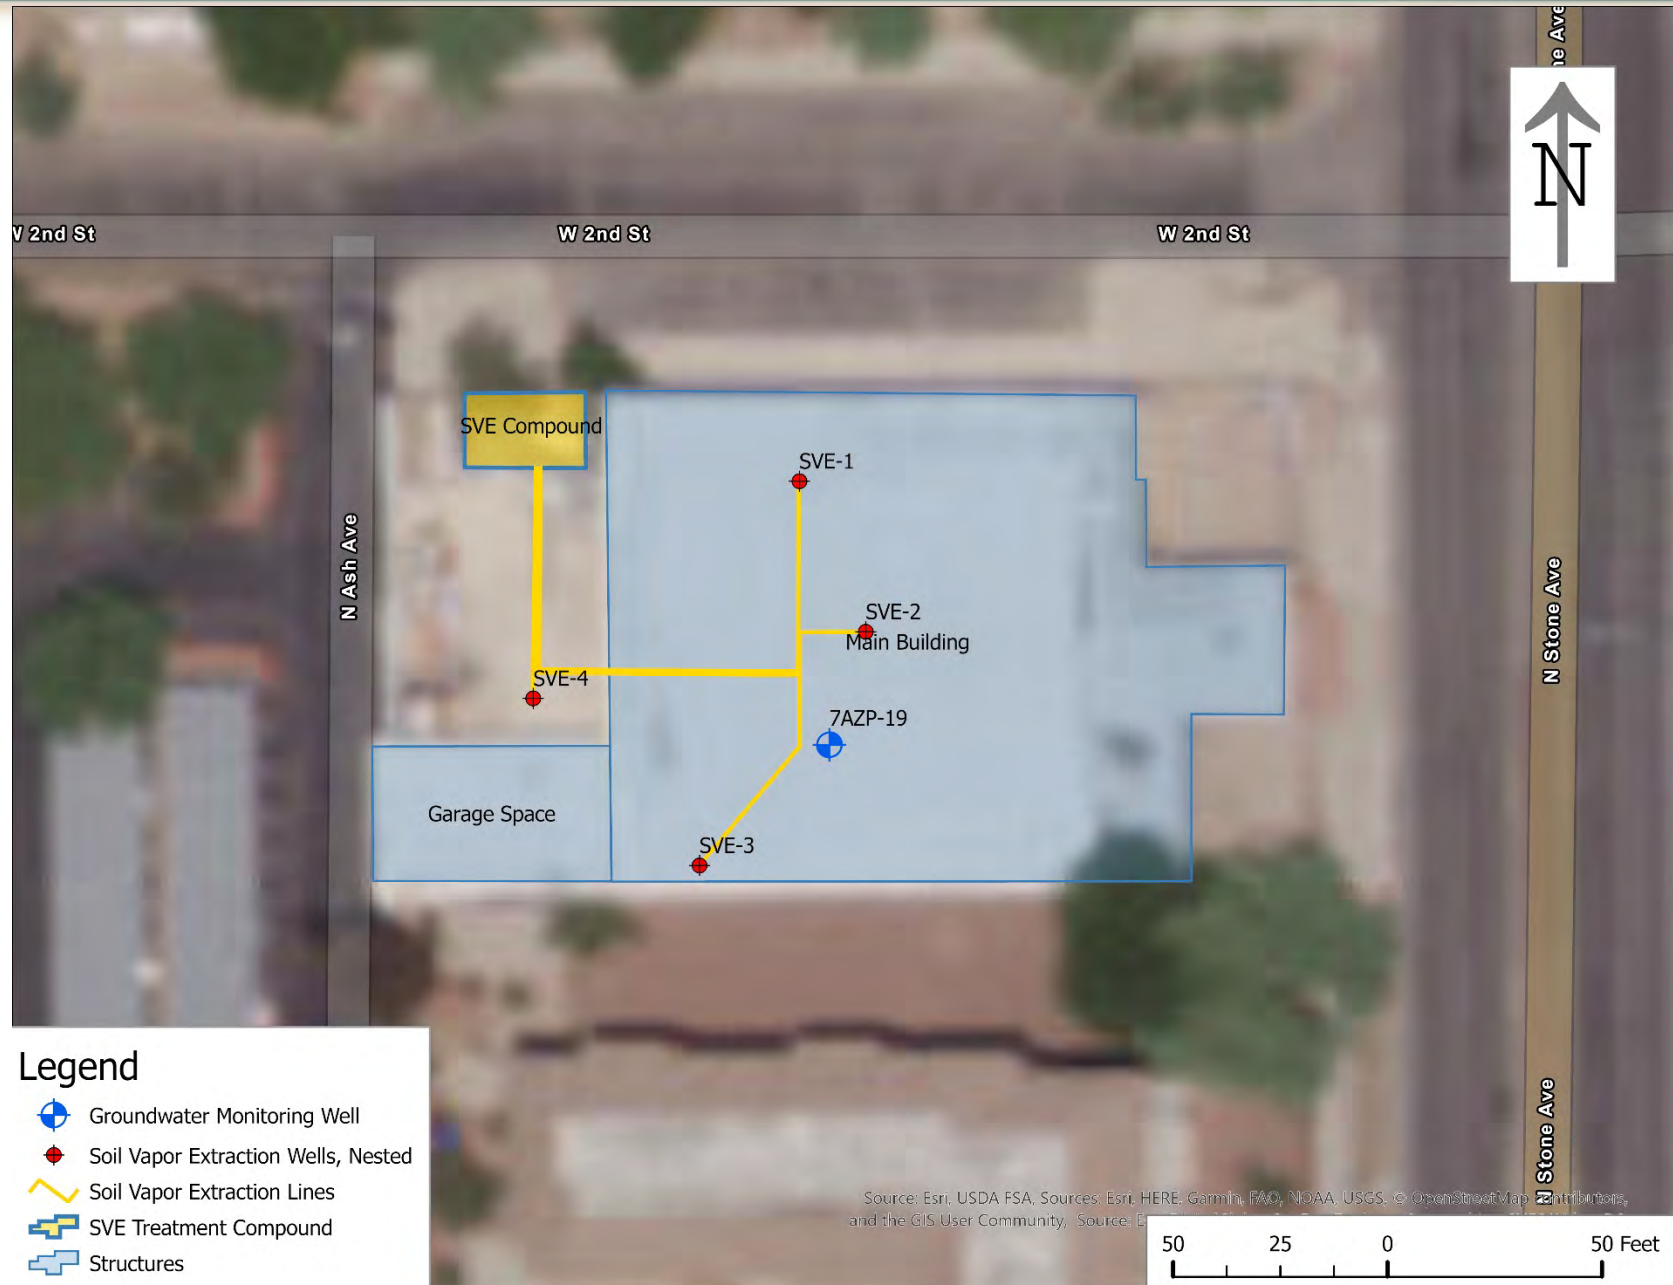 ne Ave
N
W 2nd St
W 2nd St
W 2nd St
SVE Compound
SVE-1
N Ash Ave
N Stone Ave
SVE-2
Main Building
SVE-4
7AZP-19
Garage Space
SVE-3
N Stone Ave
Legend
Groundwater Monitoring Well
Soil Vapor Extraction Wells, Nested
Soil Vapor Extraction Lines
SVE Treatment Compound
Structures
Source: Esri, USDA FSA, Sources: Esri, HERE, Garmin, FAO, NOAA, USGS, © OpenStreetMap contributors,
and the GIS User Community, Source:
50 25 0 50 Feet